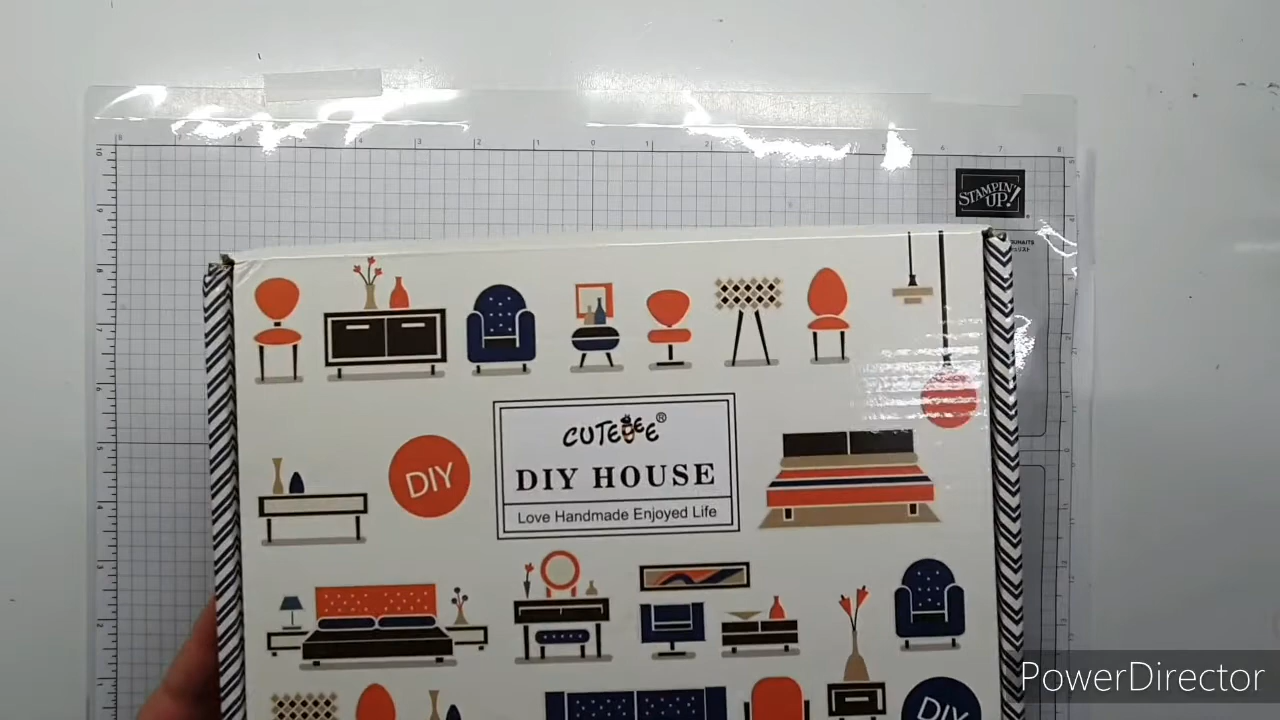 STAMPIN'
UP!
CUTEBEE®
DIY HOUSE
Love Handmade Enjoyed Life
DIY
DIY
PowerDirector